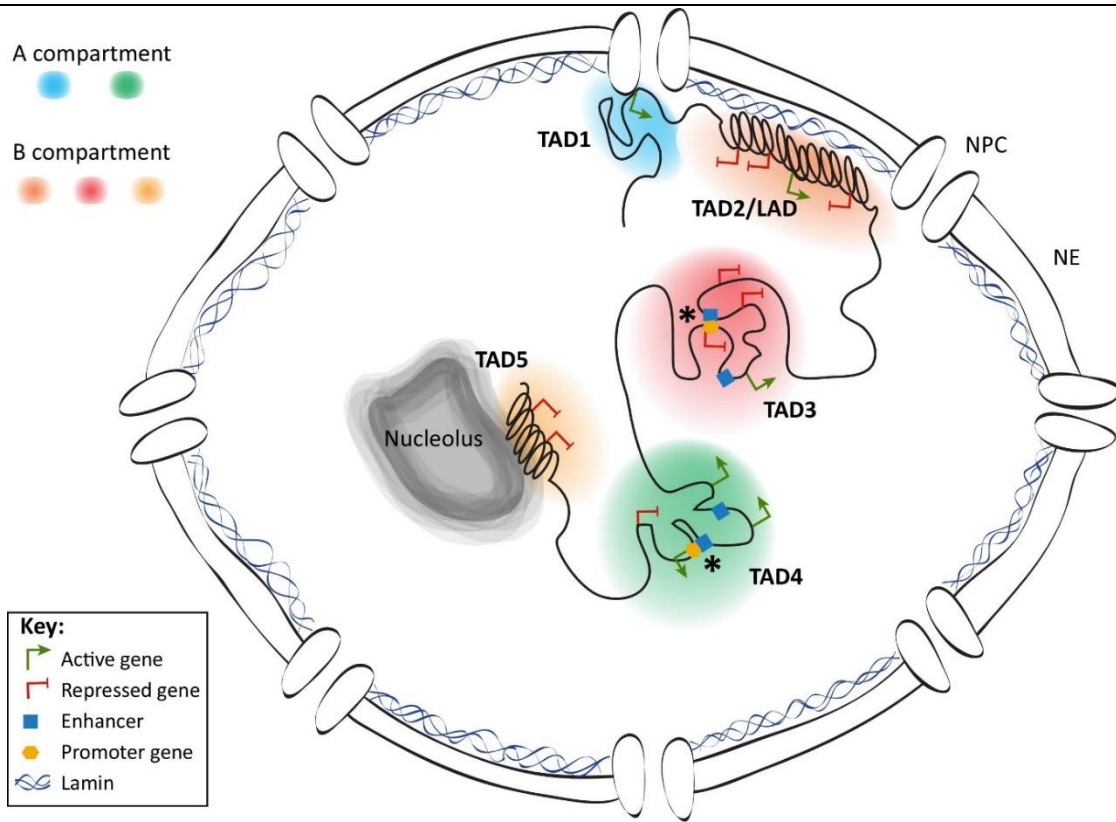 A compartment
B compartment
TAD1
NPC
TAD2/LAD
NE
*
TAD5
TAD3
Nucleolus
*
TAD4
Key:
Active gene
Repressed gene
Enhancer
Promoter gene
Lamin